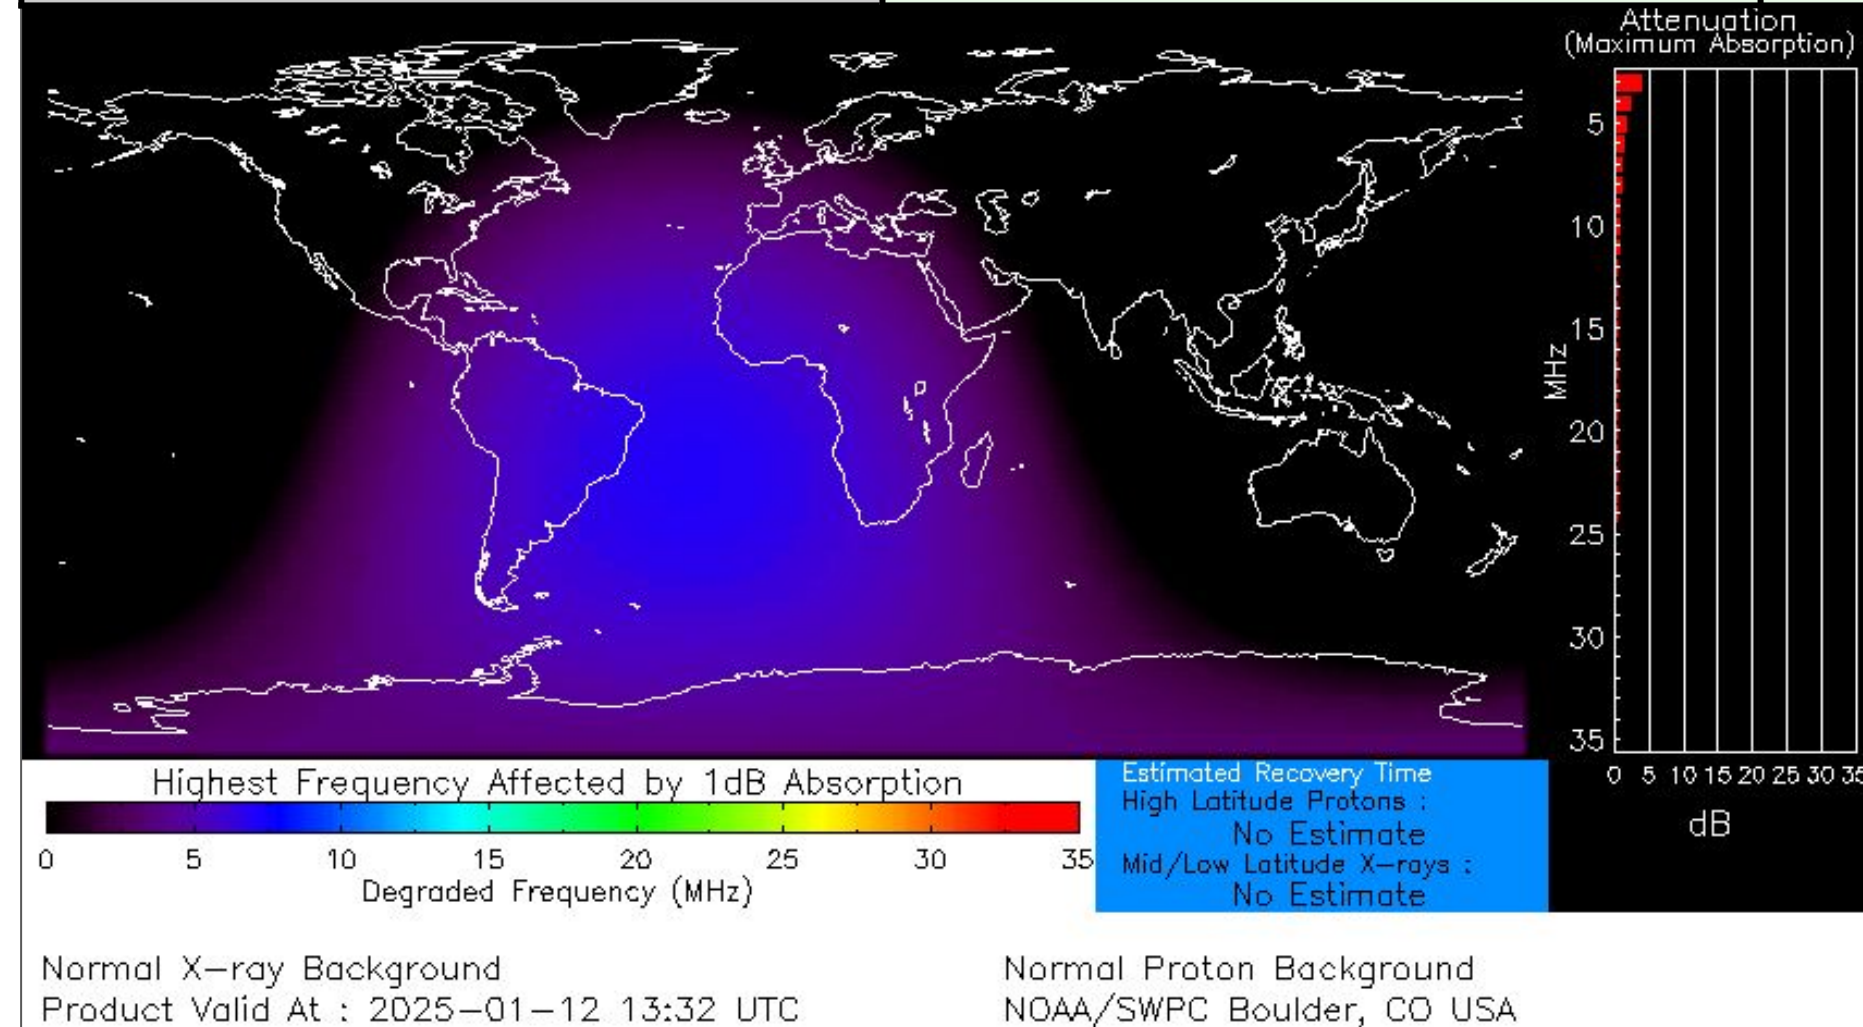 Attenuation
(Maximum Absorption)
5
10
15
20
25
30
35
MHz
0 5 10 15 20 25 30 35
dB
Highest Frequency Affected by 1dB Absorption
0 5 10 15 20 25 30 35
Degraded Frequency (MHz)
Estimated Recovery Time
High Latitude Protons :
No Estimate
Mid/Low Latitude X-rays :
No Estimate
Normal X-ray Background
Product Valid At : 2025-01-12 13:32 UTC
Normal Proton Background
NOAA/SWPC Boulder, CO USA